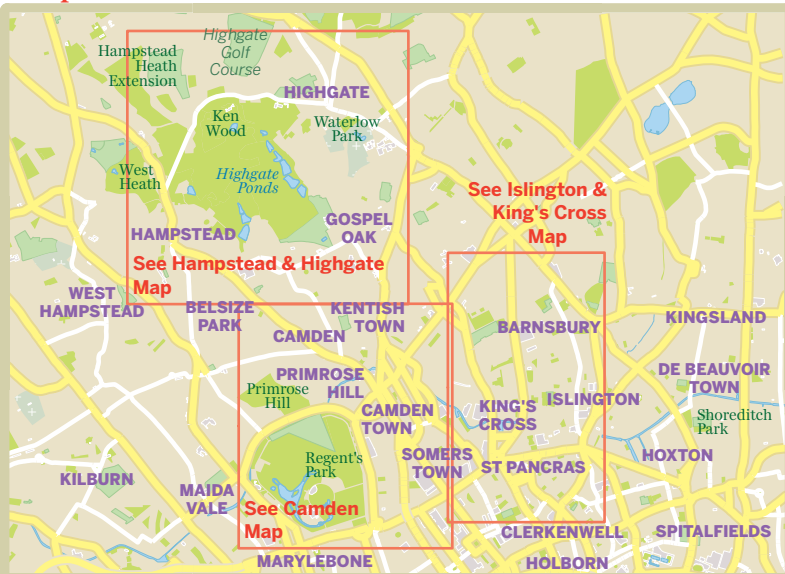 Hampstead
Heath
Extension
Highgate
Golf
Course
HIGHGATE
Ken
Wood
Waterlow
Park
West
Heath
Highgate
Ponds
See Islington &
King's Cross
Map
HAMPSTEAD
GOSPEL
OAK
See Hampstead & Highgate
Map
WEST
HAMPSTEAD
BELSIZE
PARK
KENTISH
TOWN
CAMDEN
BARNSBURY
KINGSLAND
PRIMROSE
HILL
Primrose
Hill
DE BEAUVOIR
TOWN
CAMDEN
TOWN
KING'S
CROSS
ISLINGTON
Shoreditch
Park
Regent's
Park
SOMERS
TOWN
ST PANCRAS
HOXTON
KILBURN
MAIDA
VALE
See Camden
Map
CLERKENWELL
SPITALFIELDS
MARYLEBONE
HOLBORN